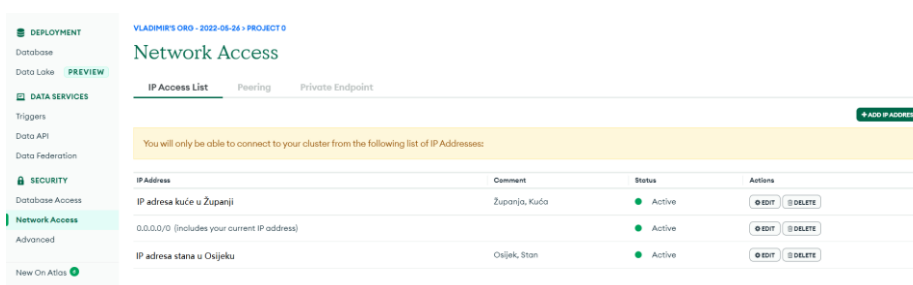 DEPLOYMENT
Database
Data Lake PREVIEW
DATA SERVICES
Triggers
Data API
Data Federation
SECURITY
Database Access
Network Access
Advanced
New On Atlas
VLADIMIR'S ORG - 2022-05-26 > PROJECT 0
Network Access
IP Access List Peering Private Endpoint
+ ADD IP ADDRES
You will only be able to connect to your cluster from the following list of IP Addresses:
IP Address Comment Status Actions
IP adresa kuće u Županji Županja, Kuća Active EDIT DELETE
0.0.0.0/0 (includes your current IP address) Active EDIT DELETE
IP adresa stana u Osijeku Osijek, Stan Active EDIT DELETE